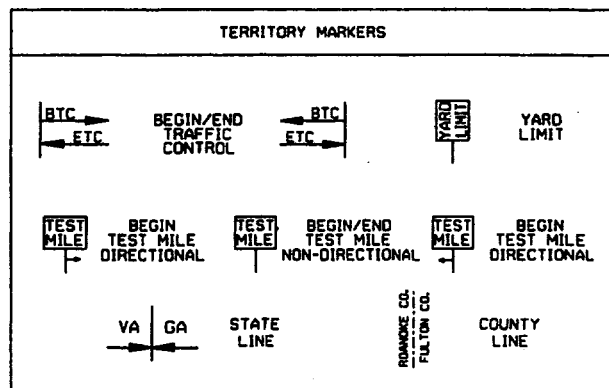 TERRITORY MARKERS
BTC
ETC
BEGIN/END
TRAFFIC
CONTROL
BTC
ETC
YARD
LIMIT
YARD
LIMIT
TEST
MILE
BEGIN
TEST MILE
DIRECTIONAL
TEST
MILE
BEGIN/END
TEST MILE
NON-DIRECTIONAL
TEST
MILE
BEGIN
TEST MILE
DIRECTIONAL
VA
GA
STATE
LINE
ROANOKE CO.
FULTON CO.
COUNTY
LINE